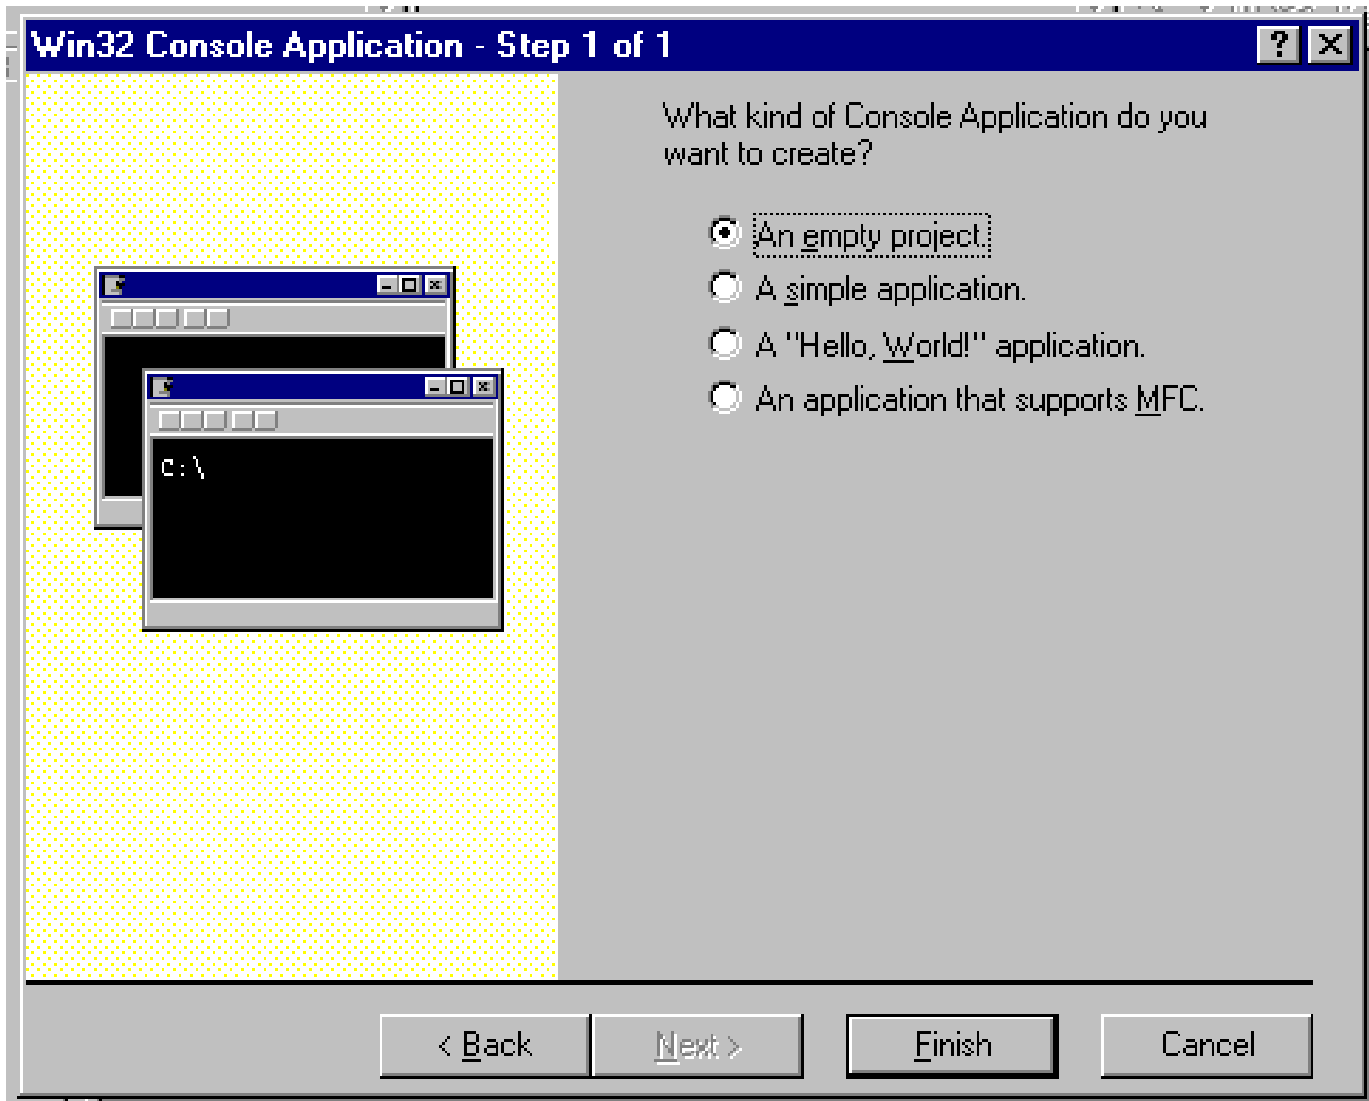 Win32 Console Application - Step 1 of 1
What kind of Console Application do you
want to create?
An empty project.
A simple application.
A "Hello, World!" application.
An application that supports MFC.
C:\
< Back
Next >
Finish
Cancel